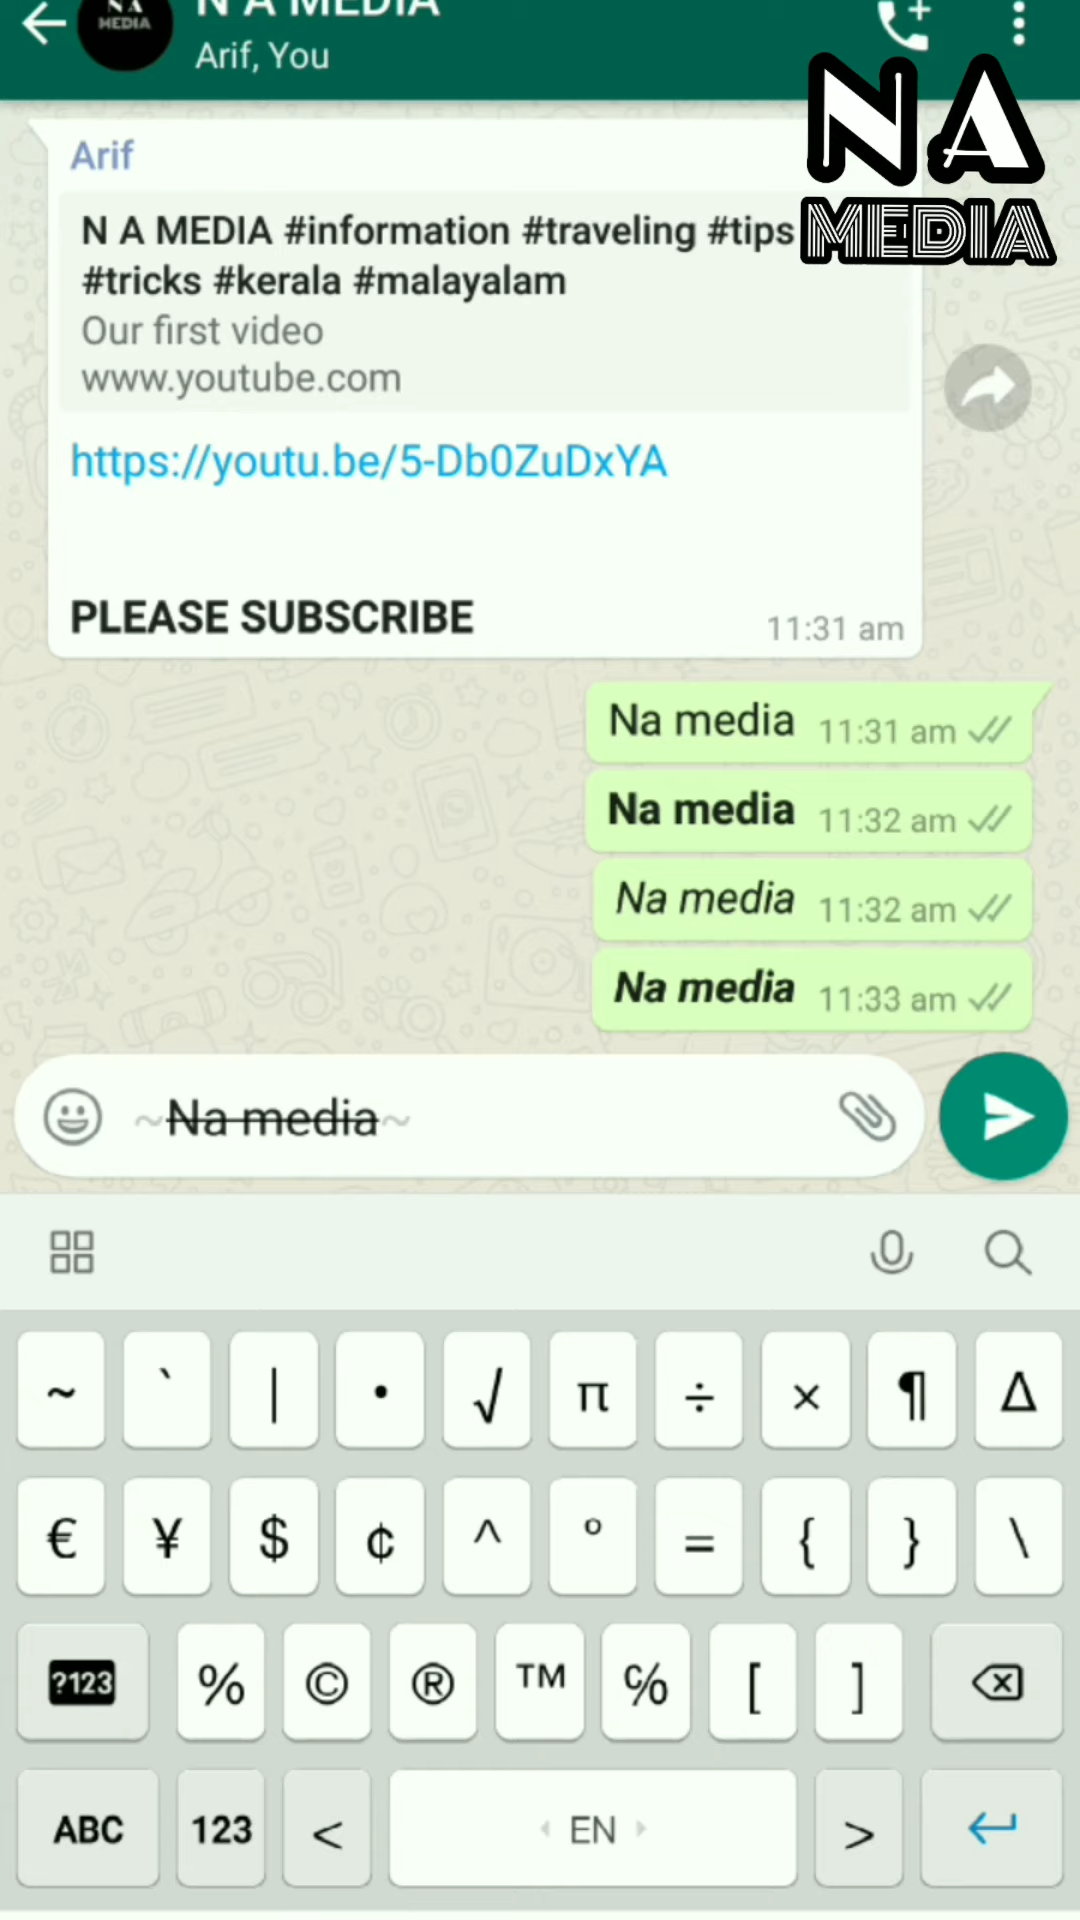 N A MEDIA
N A
MEDIA
Arif, You
N A
MEDIA
Arif
N A MEDIA #information #traveling #tips
#tricks #kerala #malayalam
Our first video
www.youtube.com
https://youtu.be/5-Db0ZuDxYA
PLEASE SUBSCRIBE
11:31 am
Na media 11:31 am
Na media 11:32 am
Na media 11:32 am
Na media 11:33 am
~Na media~
~ ` | • √ π ÷ × ¶ Δ
€ ¥ $ ¢ ^ ° = { } \
?123 % © ® ™ ℅ [ ]
ABC 123 < EN >